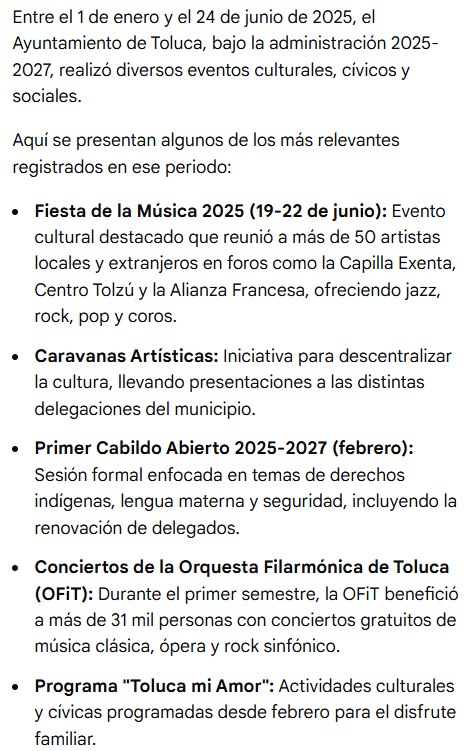 Entre el 1 de enero y el 24 de junio de 2025, el
Ayuntamiento de Toluca, bajo la administración 2025-
2027, realizó diversos eventos culturales, cívicos y
sociales.
Aquí se presentan algunos de los más relevantes
registrados en ese periodo:
• Fiesta de la Música 2025 (19-22 de junio): Evento
cultural destacado que reunió a más de 50 artistas
locales y extranjeros en foros como la Capilla Exenta,
Centro Tolzú y la Alianza Francesa, ofreciendo jazz,
rock, pop y coros.
• Caravanas Artísticas: Iniciativa para descentralizar
la cultura, llevando presentaciones a las distintas
delegaciones del municipio.
• Primer Cabildo Abierto 2025-2027 (febrero):
Sesión formal enfocada en temas de derechos
indígenas, lengua materna y seguridad, incluyendo la
renovación de delegados.
• Conciertos de la Orquesta Filarmónica de Toluca
(OFiT): Durante el primer semestre, la OFiT benefició
a más de 31 mil personas con conciertos gratuitos de
música clásica, ópera y rock sinfónico.
• Programa "Toluca mi Amor": Actividades culturales
y cívicas programadas desde febrero para el disfrute
familiar.